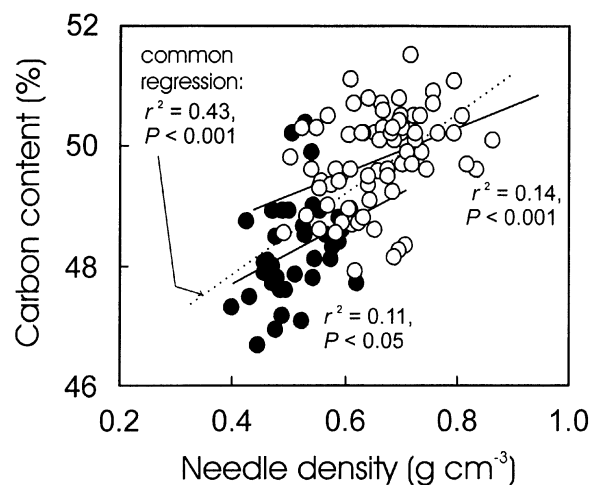 52
50
48
46
Carbon content (%)
common
regression:
r² = 0.43,
P < 0.001
r² = 0.14,
P < 0.001
r² = 0.11,
P < 0.05
0.2 0.4 0.6 0.8 1.0
Needle density (g cm⁻³)